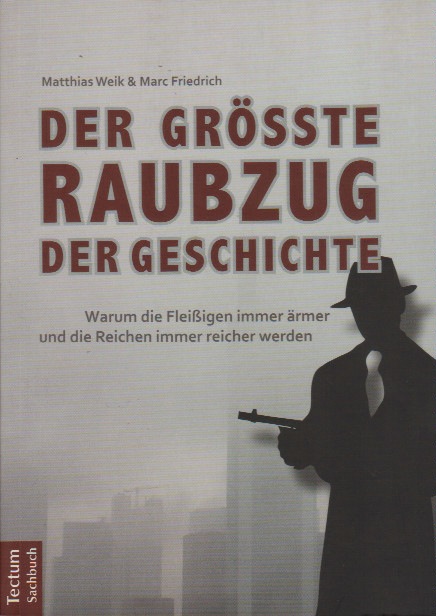 Matthias Weik & Marc Friedrich
DER GRÖSSTE
RAUBZUG
DER GESCHICHTE
Warum die Fleißigen immer ärmer
und die Reichen immer reicher werden
Tectum
Sachbuch